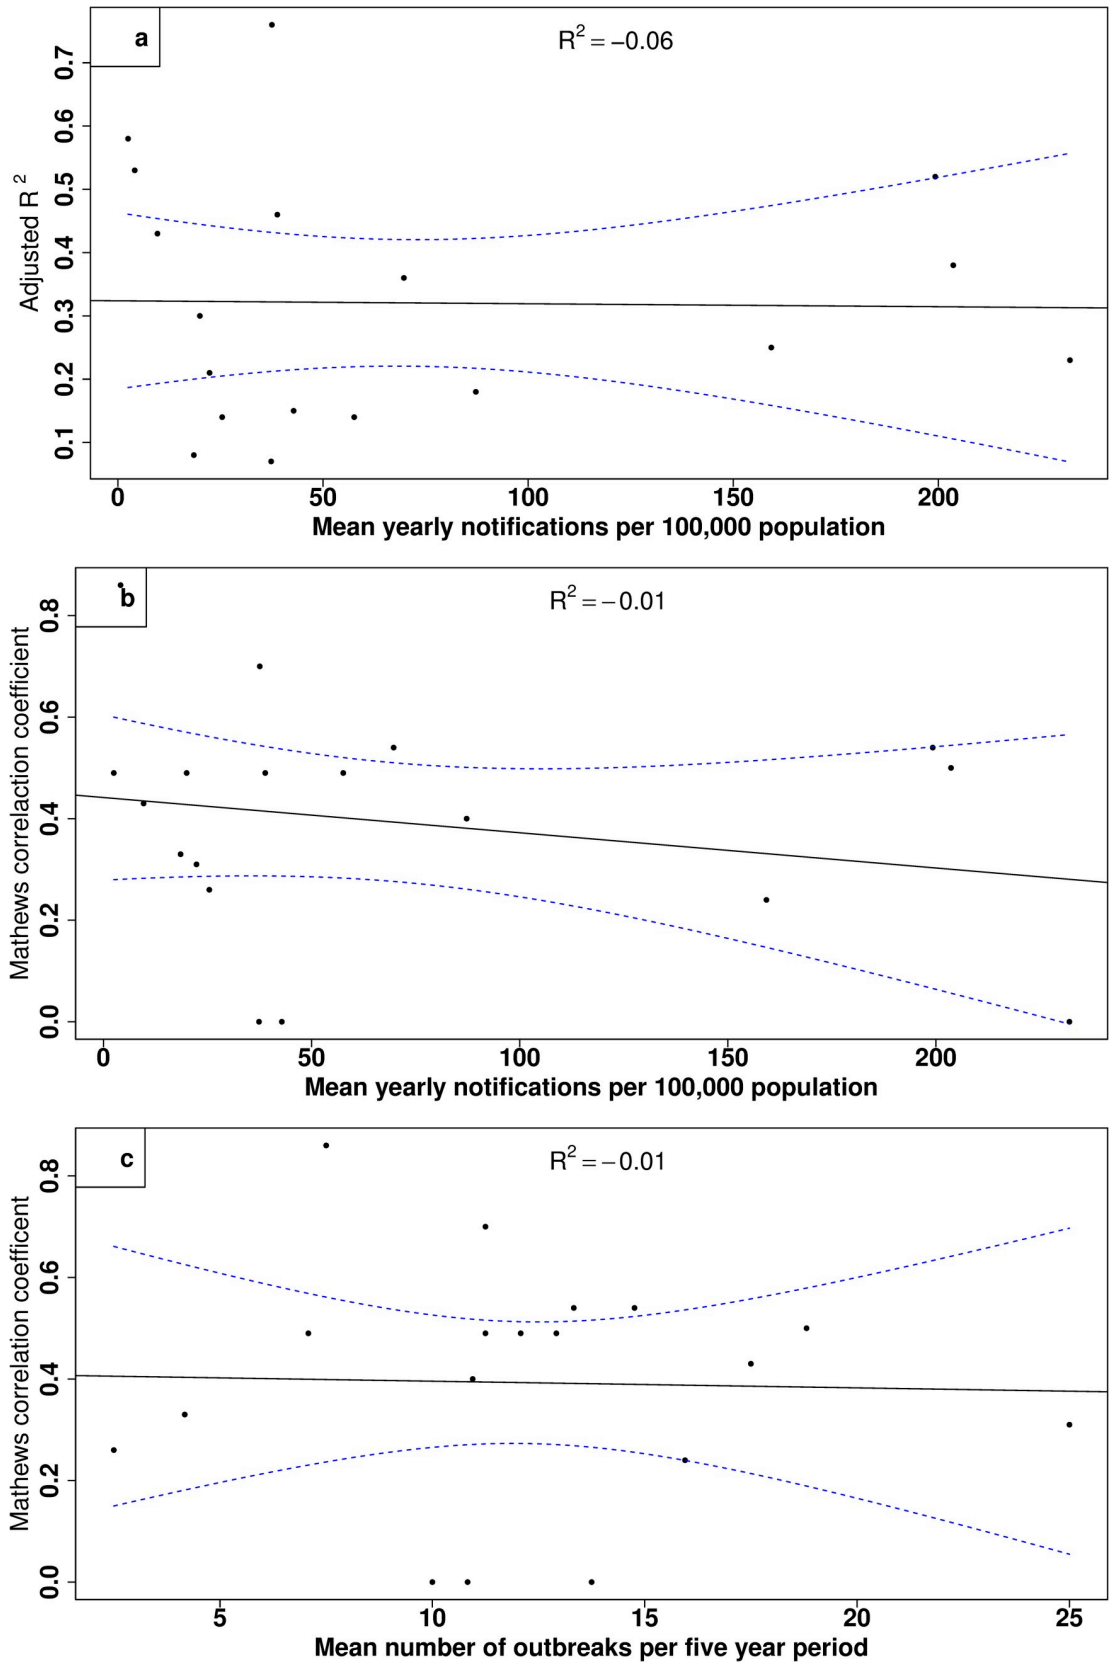 a
R² = −0.06
Adjusted R²
0.7
0.6
0.5
0.4
0.3
0.2
0.1
0 50 100 150 200
Mean yearly notifications per 100,000 population
b
R² = −0.01
Mathews correlaction coefficient
0.8
0.6
0.4
0.2
0.0
0 50 100 150 200
Mean yearly notifications per 100,000 population
c
R² = −0.01
Mathews correlation coefficent
0.8
0.6
0.4
0.2
0.0
5 10 15 20 25
Mean number of outbreaks per five year period